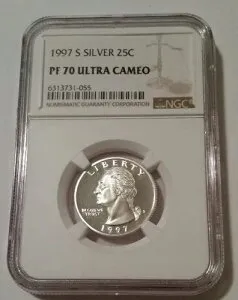 1997 S SILVER 25C
PF 70 ULTRA CAMEO
6313731-055
NUMISMATIC GUARANTY CORPORATION
NGC
LIBERTY
IN GOD WE
TRUST
1997